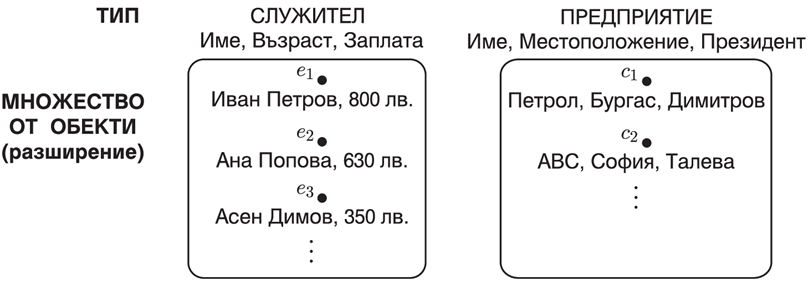 ТИП
СЛУЖИТЕЛ
Име, Възраст, Заплата
ПРЕДПРИЯТИЕ
Име, Местоположение, Президент
МНОЖЕСТВО
ОТ ОБЕКТИ
(разширение)
e1
Иван Петров, 800 лв.
e2
Ана Попова, 630 лв.
e3
Асен Димов, 350 лв.
c1
Петрол, Бургас, Димитров
c2
АВС, София, Талева